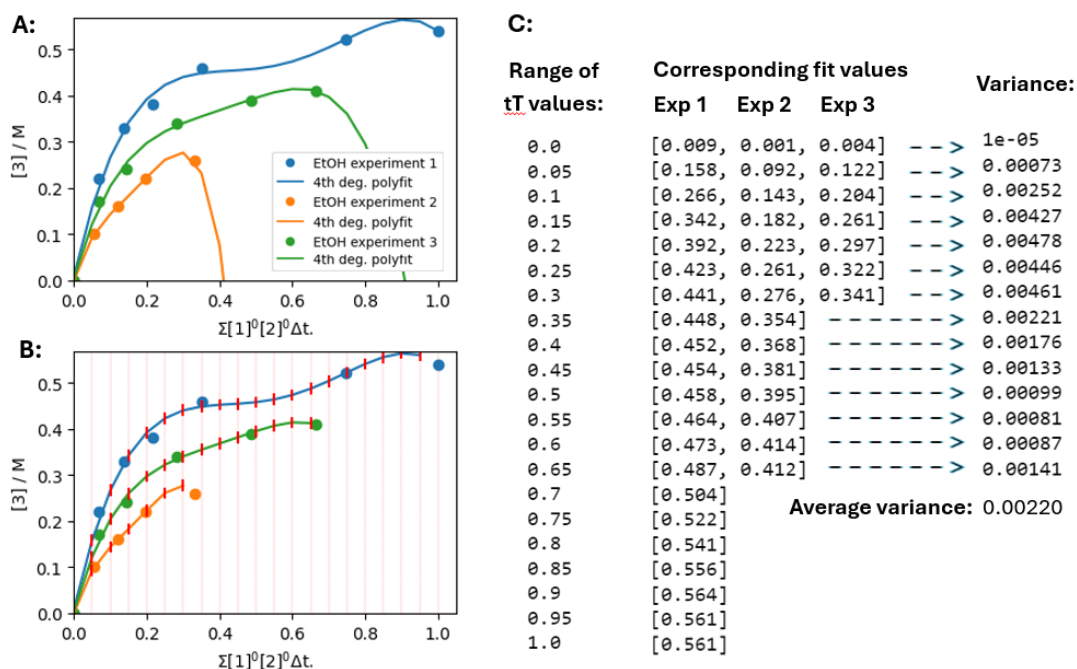 A:
[3] / M
0.5
0.4
0.3
0.2
0.1
0.0
EtOH experiment 1
4th deg. polyfit
EtOH experiment 2
4th deg. polyfit
EtOH experiment 3
4th deg. polyfit
0.0 0.2 0.4 0.6 0.8 1.0
Σ[1]⁰[2]⁰Δt.
B:
[3] / M
0.5
0.4
0.3
0.2
0.1
0.0
0.0 0.2 0.4 0.6 0.8 1.0
Σ[1]⁰[2]⁰Δt.
C:
Range of tT values:
Corresponding fit values
Exp 1 Exp 2 Exp 3
Variance:
0.0 [0.009, 0.001, 0.004] --> 1e-05
0.05 [0.158, 0.092, 0.122] --> 0.00073
0.1 [0.266, 0.143, 0.204] --> 0.00252
0.15 [0.342, 0.182, 0.261] --> 0.00427
0.2 [0.392, 0.223, 0.297] --> 0.00478
0.25 [0.423, 0.261, 0.322] --> 0.00446
0.3 [0.441, 0.276, 0.341] --> 0.00461
0.35 [0.448, 0.354] ------> 0.00221
0.4 [0.452, 0.368] ------> 0.00176
0.45 [0.454, 0.381] ------> 0.00133
0.5 [0.458, 0.395] ------> 0.00099
0.55 [0.464, 0.407] ------> 0.00081
0.6 [0.473, 0.414] ------> 0.00087
0.65 [0.487, 0.412] ------> 0.00141
0.7 [0.504]
Average variance: 0.00220
0.75 [0.522]
0.8 [0.541]
0.85 [0.556]
0.9 [0.564]
0.95 [0.561]
1.0 [0.561]